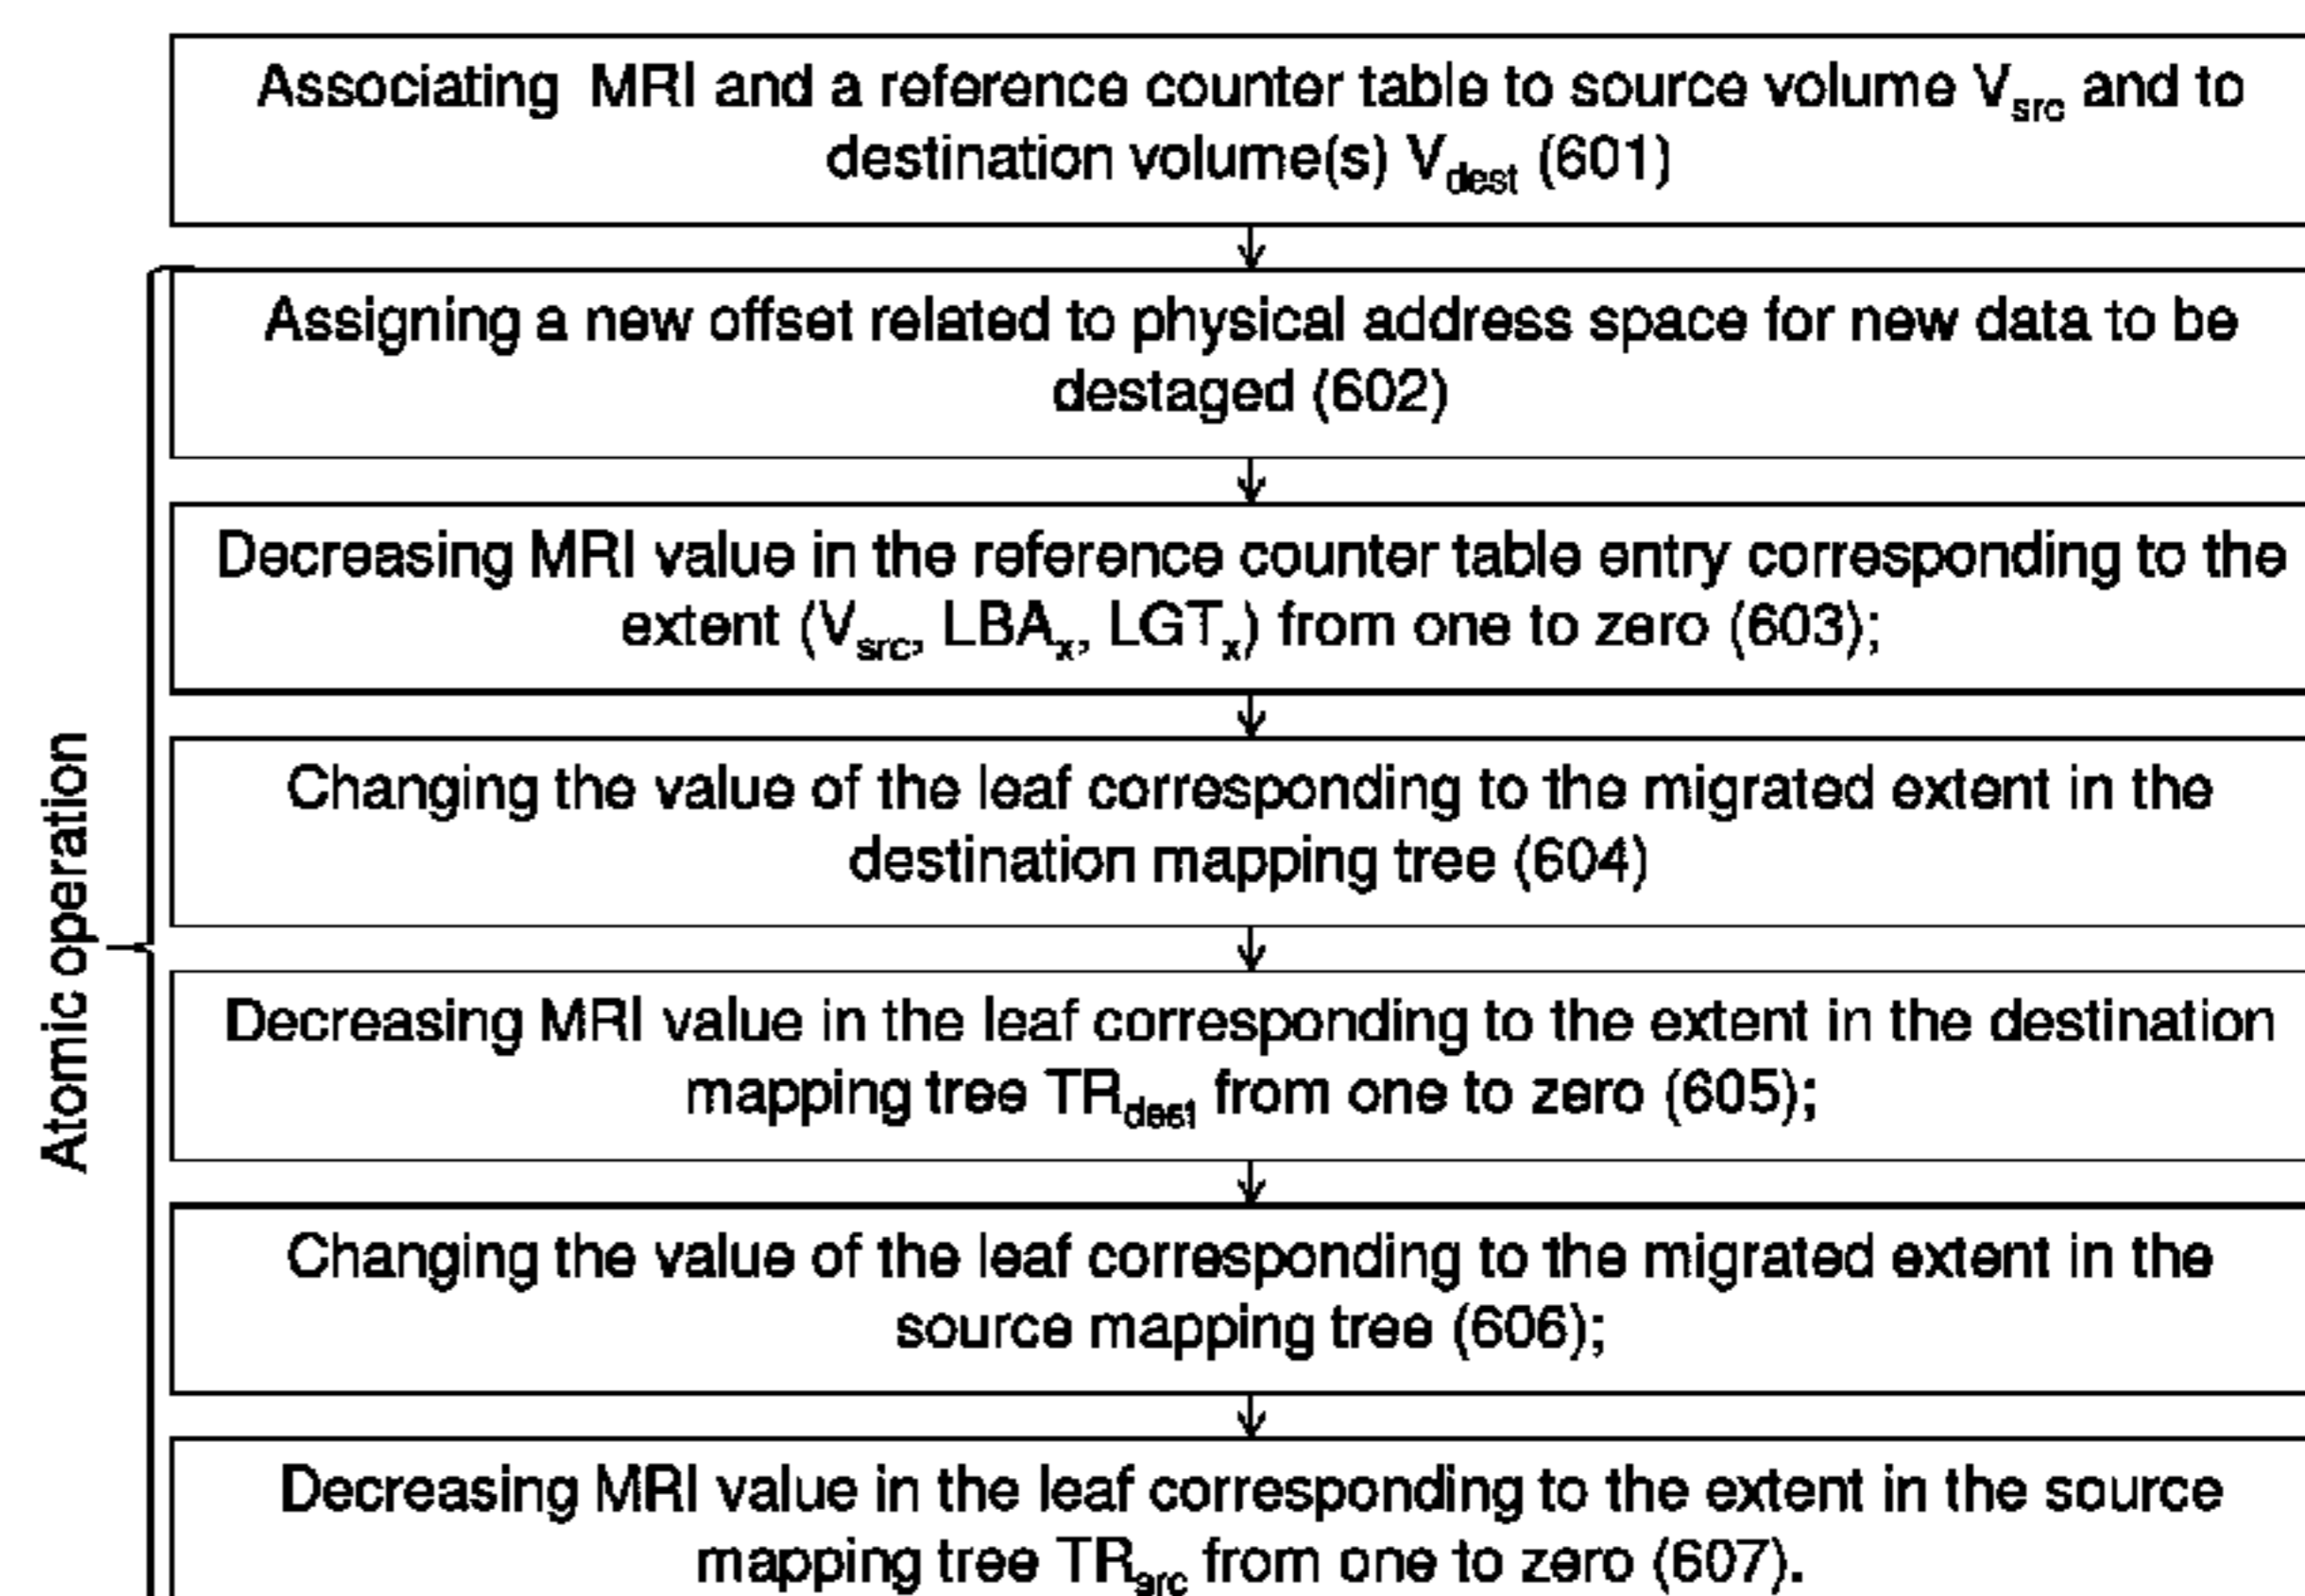 Associating MRI and a reference counter table to source volume Vsrc and to
destination volume(s) Vdest (601)
Assigning a new offset related to physical address space for new data to be
destaged (602)
Decreasing MRI value in the reference counter table entry corresponding to the
extent (Vsrc, LBAx, LGTx) from one to zero (603);
Changing the value of the leaf corresponding to the migrated extent in the
destination mapping tree (604)
Decreasing MRI value in the leaf corresponding to the extent in the destination
mapping tree TRdest from one to zero (605);
Changing the value of the leaf corresponding to the migrated extent in the
source mapping tree (606);
Decreasing MRI value in the leaf corresponding to the extent in the source
mapping tree TRsrc from one to zero (607).
Atomic operation